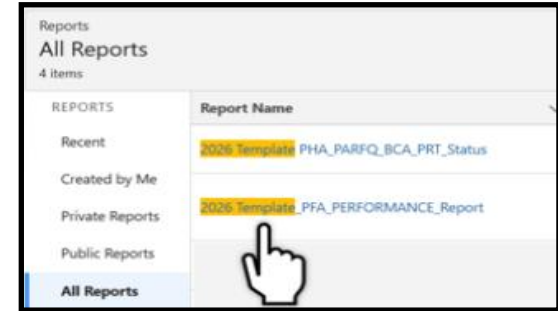 Reports
All Reports
4 items
REPORTS
Report Name
Recent
2026 Template PHA_PARFQ_BCA_PRT_Status
Created by Me
Private Reports
2026 Template_PFA_PERFORMANCE_Report
Public Reports
All Reports